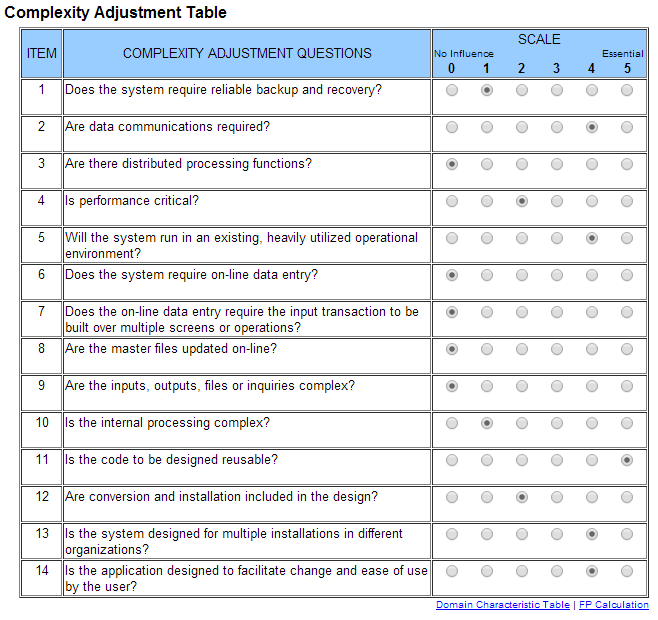 Complexity Adjustment Table
ITEM COMPLEXITY ADJUSTMENT QUESTIONS SCALE
No Influence Essential
0 1 2 3 4 5
1 Does the system require reliable backup and recovery?
2 Are data communications required?
3 Are there distributed processing functions?
4 Is performance critical?
5 Will the system run in an existing, heavily utilized operational
environment?
6 Does the system require on-line data entry?
7 Does the on-line data entry require the input transaction to be
built over multiple screens or operations?
8 Are the master files updated on-line?
9 Are the inputs, outputs, files or inquiries complex?
10 Is the internal processing complex?
11 Is the code to be designed reusable?
12 Are conversion and installation included in the design?
13 Is the system designed for multiple installations in different
organizations?
14 Is the application designed to facilitate change and ease of use
by the user?
Domain Characteristic Table | FP Calculation